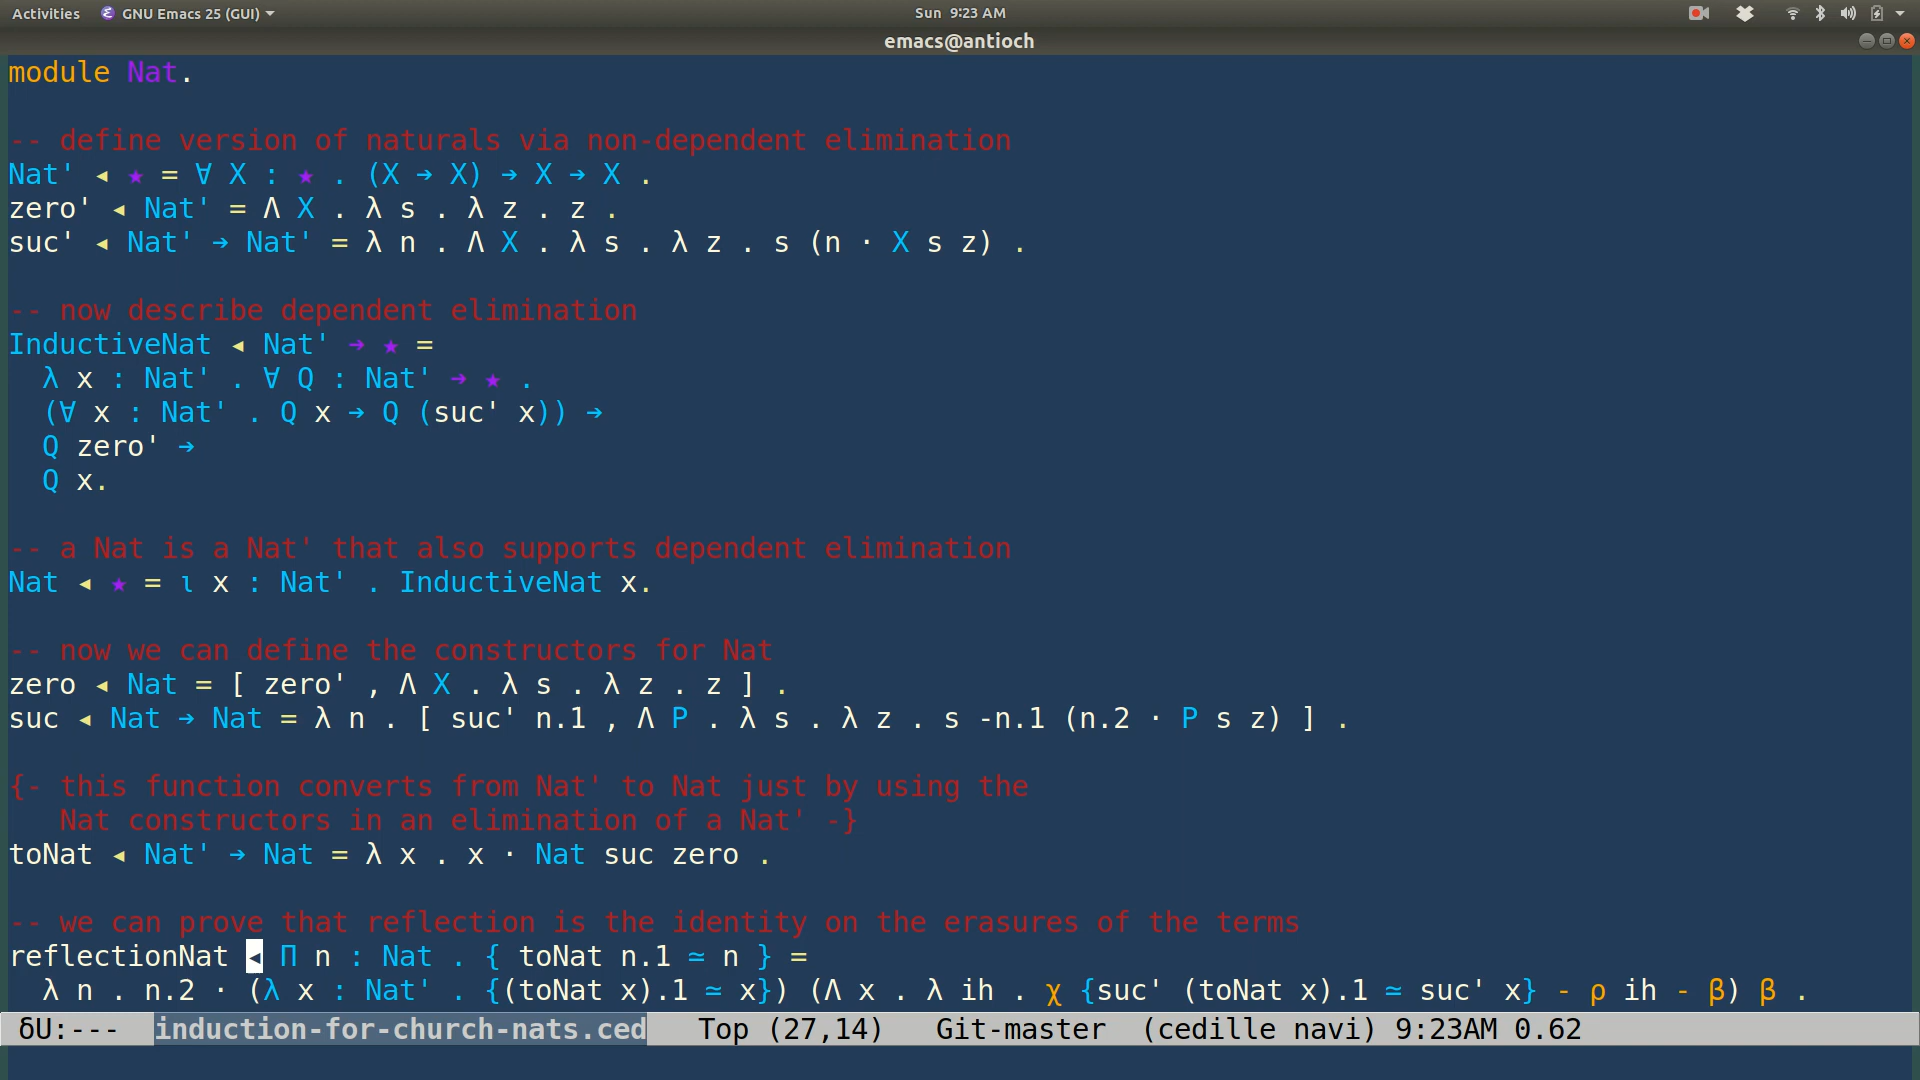 Activities GNU Emacs 25 (GUI) Sun 9:23 AM
emacs@antioch
module Nat.
-- define version of naturals via non-dependent elimination
Nat' ◂ ★ = ∀ X : ★ . (X ➔ X) ➔ X ➔ X .
zero' ◂ Nat' = Λ X . λ s . λ z . z .
suc' ◂ Nat' ➔ Nat' = λ n . Λ X . λ s . λ z . s (n · X s z) .
-- now describe dependent elimination
InductiveNat ◂ Nat' ➔ ★ =
λ x : Nat' . ∀ Q : Nat' ➔ ★ .
(∀ x : Nat' . Q x ➔ Q (suc' x)) ➔
Q zero' ➔
Q x.
-- a Nat is a Nat' that also supports dependent elimination
Nat ◂ ★ = ι x : Nat' . InductiveNat x.
-- now we can define the constructors for Nat
zero ◂ Nat = [ zero' , Λ X . λ s . λ z . z ] .
suc ◂ Nat ➔ Nat = λ n . [ suc' n.1 , Λ P . λ s . λ z . s -n.1 (n.2 · P s z) ] .
{- this function converts from Nat' to Nat just by using the
Nat constructors in an elimination of a Nat' -}
toNat ◂ Nat' ➔ Nat = λ x . x · Nat suc zero .
-- we can prove that reflection is the identity on the erasures of the terms
reflectionNat ◂ Π n : Nat . { toNat n.1 ≃ n } =
λ n . n.2 · (λ x : Nat' . {(toNat x).1 ≃ x}) (Λ x . λ ih . χ {suc' (toNat x).1 ≃ suc' x} - ρ ih - β) β .
δU:--- induction-for-church-nats.ced Top (27,14) Git-master (cedille navi) 9:23AM 0.62